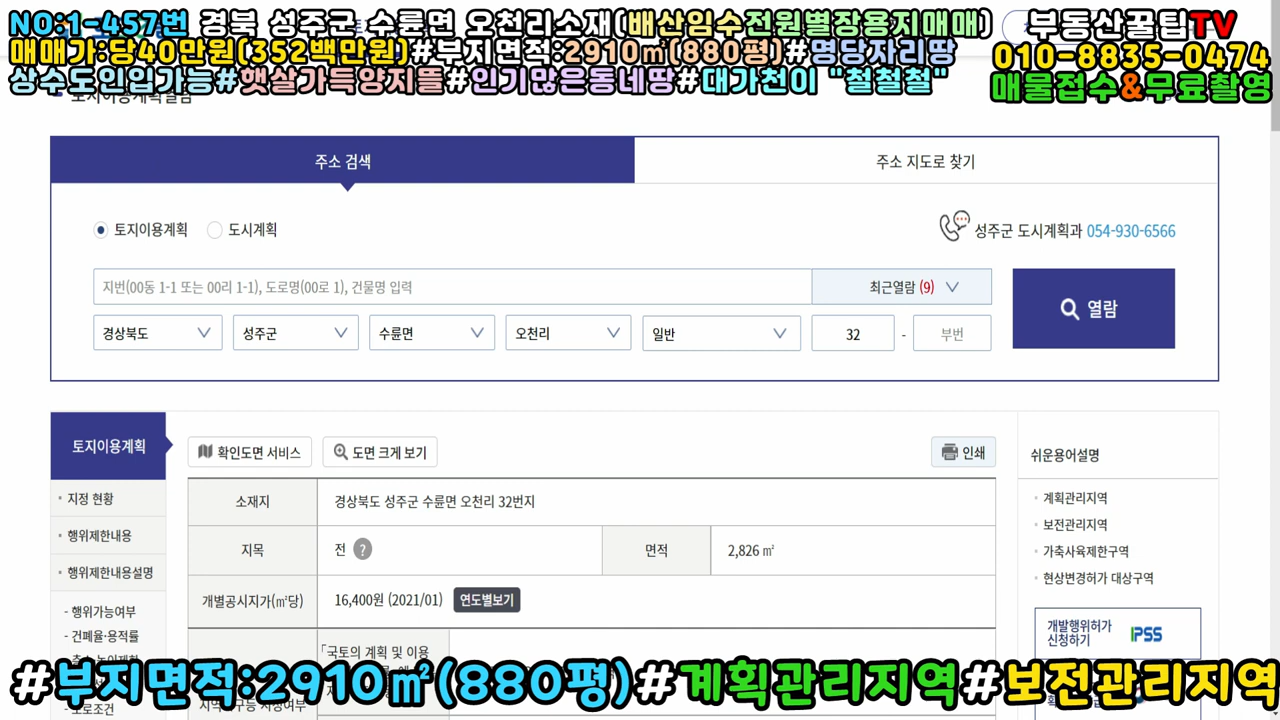 NO:1-457번 경북 성주군 수륜면 오천리소재(배산임수전원별장용지매매) 부동산꿀팁TV
매매가:당40만원(352백만원)#부지면적:2910㎡(880평)#명당자리땅 010-8835-0474
상수도인입가능#햇살가득양지뜰#인기많은동네땅#대가천이 "철철철" 매물접수&무료촬영
토지이용계획열람
주소 검색
주소 지도로 찾기
토지이용계획 도시계획
성주군 도시계획과 054-930-6566
지번(00동 1-1 또는 00리 1-1), 도로명(00로 1), 건물명 입력
최근열람 (9)
열람
경상북도 성주군 수륜면 오천리 일반 32 - 부번
토지이용계획
확인도면 서비스
도면 크게 보기
인쇄
쉬운용어설명
지정 현황
행위제한내용
행위제한내용설명
- 행위가능여부
- 건폐율·용적률
- 도로조건
소재지 경상북도 성주군 수륜면 오천리 32번지
지목 전 ? 면적 2,826 ㎡
개별공시지가(㎡당) 16,400원 (2021/01) 연도별보기
「국토의 계획 및 이용
계획관리지역
보전관리지역
가축사육제한구역
현상변경허가 대상구역
개발행위허가
신청하기
IPSS
#부지면적:2910㎡(880평)#계획관리지역#보전관리지역